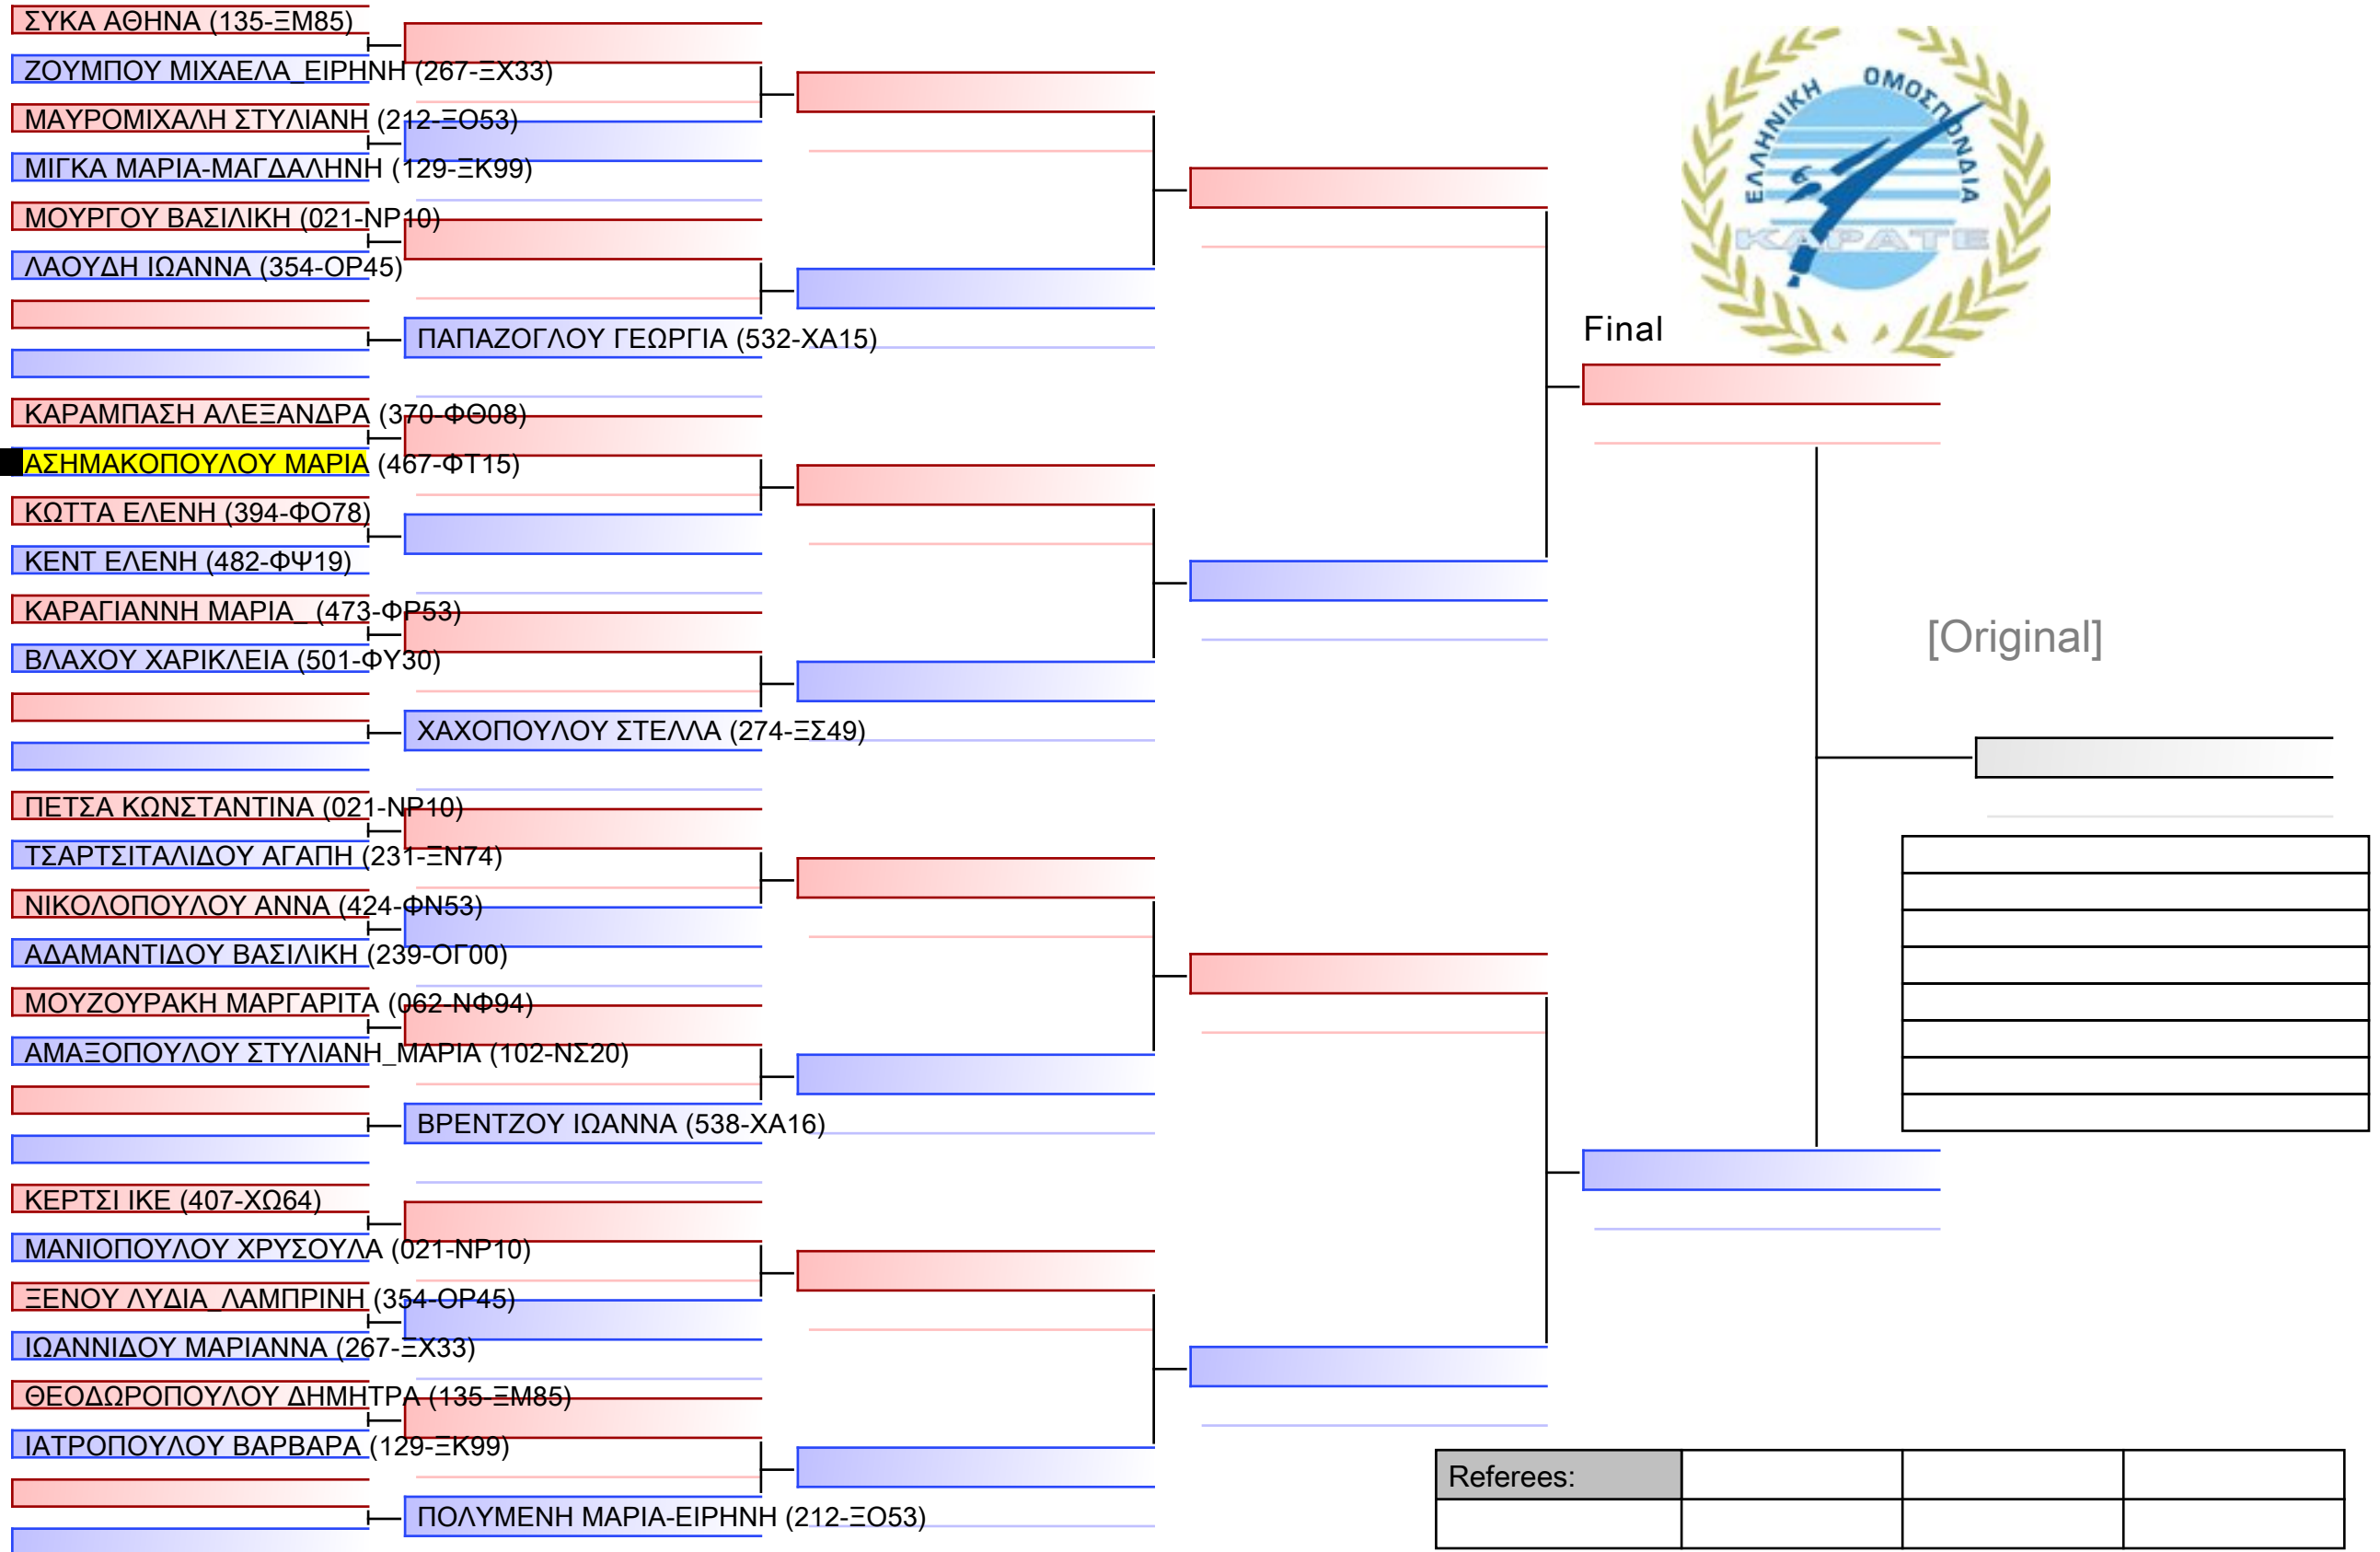 ΣΥΚΑ ΑΘΗΝΑ (135-ΞΜ85)
ΖΟΥΜΠΟΥ ΜΙΧΑΕΛΑ_ΕΙΡΗΝΗ (267-ΞΧ33)
ΜΑΥΡΟΜΙΧΑΛΗ ΣΤΥΛΙΑΝΗ (212-ΞΟ53)
ΜΙΓΚΑ ΜΑΡΙΑ-ΜΑΓΔΑΛΗΝΗ (129-ΞΚ99)
ΜΟΥΡΓΟΥ ΒΑΣΙΛΙΚΗ (021-ΝΡ10)
ΛΑΟΥΔΗ ΙΩΑΝΝΑ (354-ΟΡ45)
ΠΑΠΑΖΟΓΛΟΥ ΓΕΩΡΓΙΑ (532-ΧΑ15)
ΚΑΡΑΜΠΑΣΗ ΑΛΕΞΑΝΔΡΑ (370-ΦΘ08)
ΑΣΗΜΑΚΟΠΟΥΛΟΥ ΜΑΡΙΑ (467-ΦΤ15)
ΚΩΤΤΑ ΕΛΕΝΗ (394-ΦΟ78)
ΚΕΝΤ ΕΛΕΝΗ (482-ΦΨ19)
ΚΑΡΑΓΙΑΝΝΗ ΜΑΡΙΑ_ (473-ΦΡ53)
ΒΛΑΧΟΥ ΧΑΡΙΚΛΕΙΑ (501-ΦΥ30)
ΧΑΧΟΠΟΥΛΟΥ ΣΤΕΛΛΑ (274-ΞΣ49)
ΠΕΤΣΑ ΚΩΝΣΤΑΝΤΙΝΑ (021-ΝΡ10)
ΤΣΑΡΤΣΙΤΑΛΙΔΟΥ ΑΓΑΠΗ (231-ΞΝ74)
ΝΙΚΟΛΟΠΟΥΛΟΥ ΑΝΝΑ (424-ΦΝ53)
ΑΔΑΜΑΝΤΙΔΟΥ ΒΑΣΙΛΙΚΗ (239-ΟΓ00)
ΜΟΥΖΟΥΡΑΚΗ ΜΑΡΓΑΡΙΤΑ (062-ΝΦ94)
ΑΜΑΞΟΠΟΥΛΟΥ ΣΤΥΛΙΑΝΗ_ΜΑΡΙΑ (102-ΝΣ20)
ΒΡΕΝΤΖΟΥ ΙΩΑΝΝΑ (538-ΧΑ16)
ΚΕΡΤΣΙ ΙΚΕ (407-ΧΩ64)
ΜΑΝΙΟΠΟΥΛΟΥ ΧΡΥΣΟΥΛΑ (021-ΝΡ10)
ΞΕΝΟΥ ΛΥΔΙΑ_ΛΑΜΠΡΙΝΗ (354-ΟΡ45)
ΙΩΑΝΝΙΔΟΥ ΜΑΡΙΑΝΝΑ (267-ΞΧ33)
ΘΕΟΔΩΡΟΠΟΥΛΟΥ ΔΗΜΗΤΡΑ (135-ΞΜ85)
ΙΑΤΡΟΠΟΥΛΟΥ ΒΑΡΒΑΡΑ (129-ΞΚ99)
ΠΟΛΥΜΕΝΗ ΜΑΡΙΑ-ΕΙΡΗΝΗ (212-ΞΟ53)
ΕΛΛΗΝΙΚΗ ΟΜΟΣΠΟΝΔΙΑ
ΚΑΡΑΤΕ
Final
[Original]
Referees: